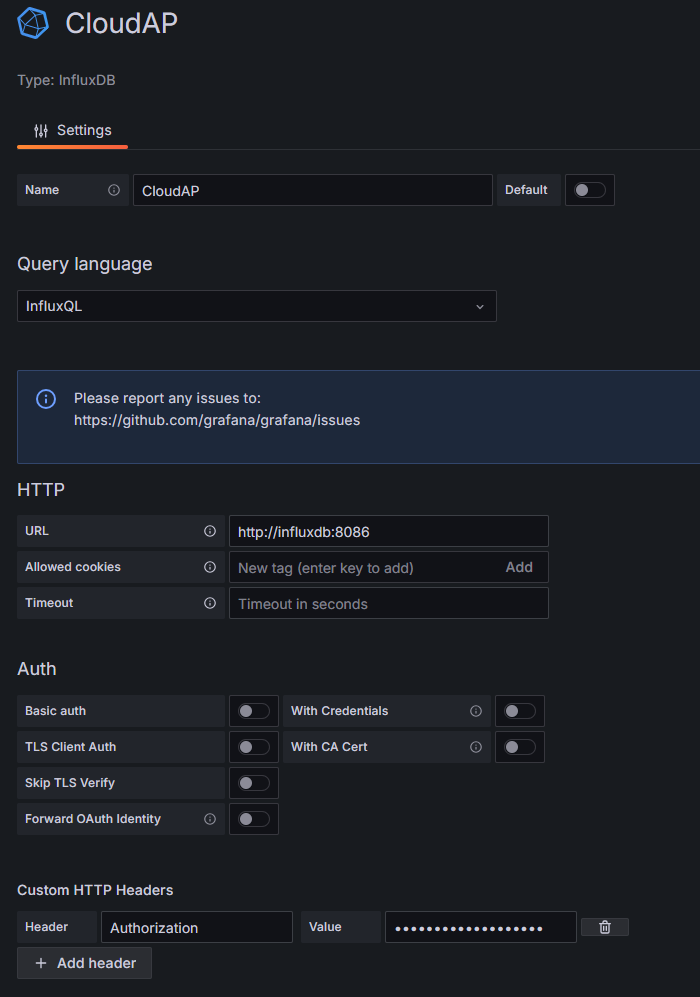 CloudAP
Type: InfluxDB
Settings
Name CloudAP Default
Query language
InfluxQL
Please report any issues to:
https://github.com/grafana/grafana/issues
HTTP
URL http://influxdb:8086
Allowed cookies New tag (enter key to add) Add
Timeout Timeout in seconds
Auth
Basic auth With Credentials
TLS Client Auth With CA Cert
Skip TLS Verify
Forward OAuth Identity
Custom HTTP Headers
Header Authorization Value •••••••••••••••••••
+ Add header